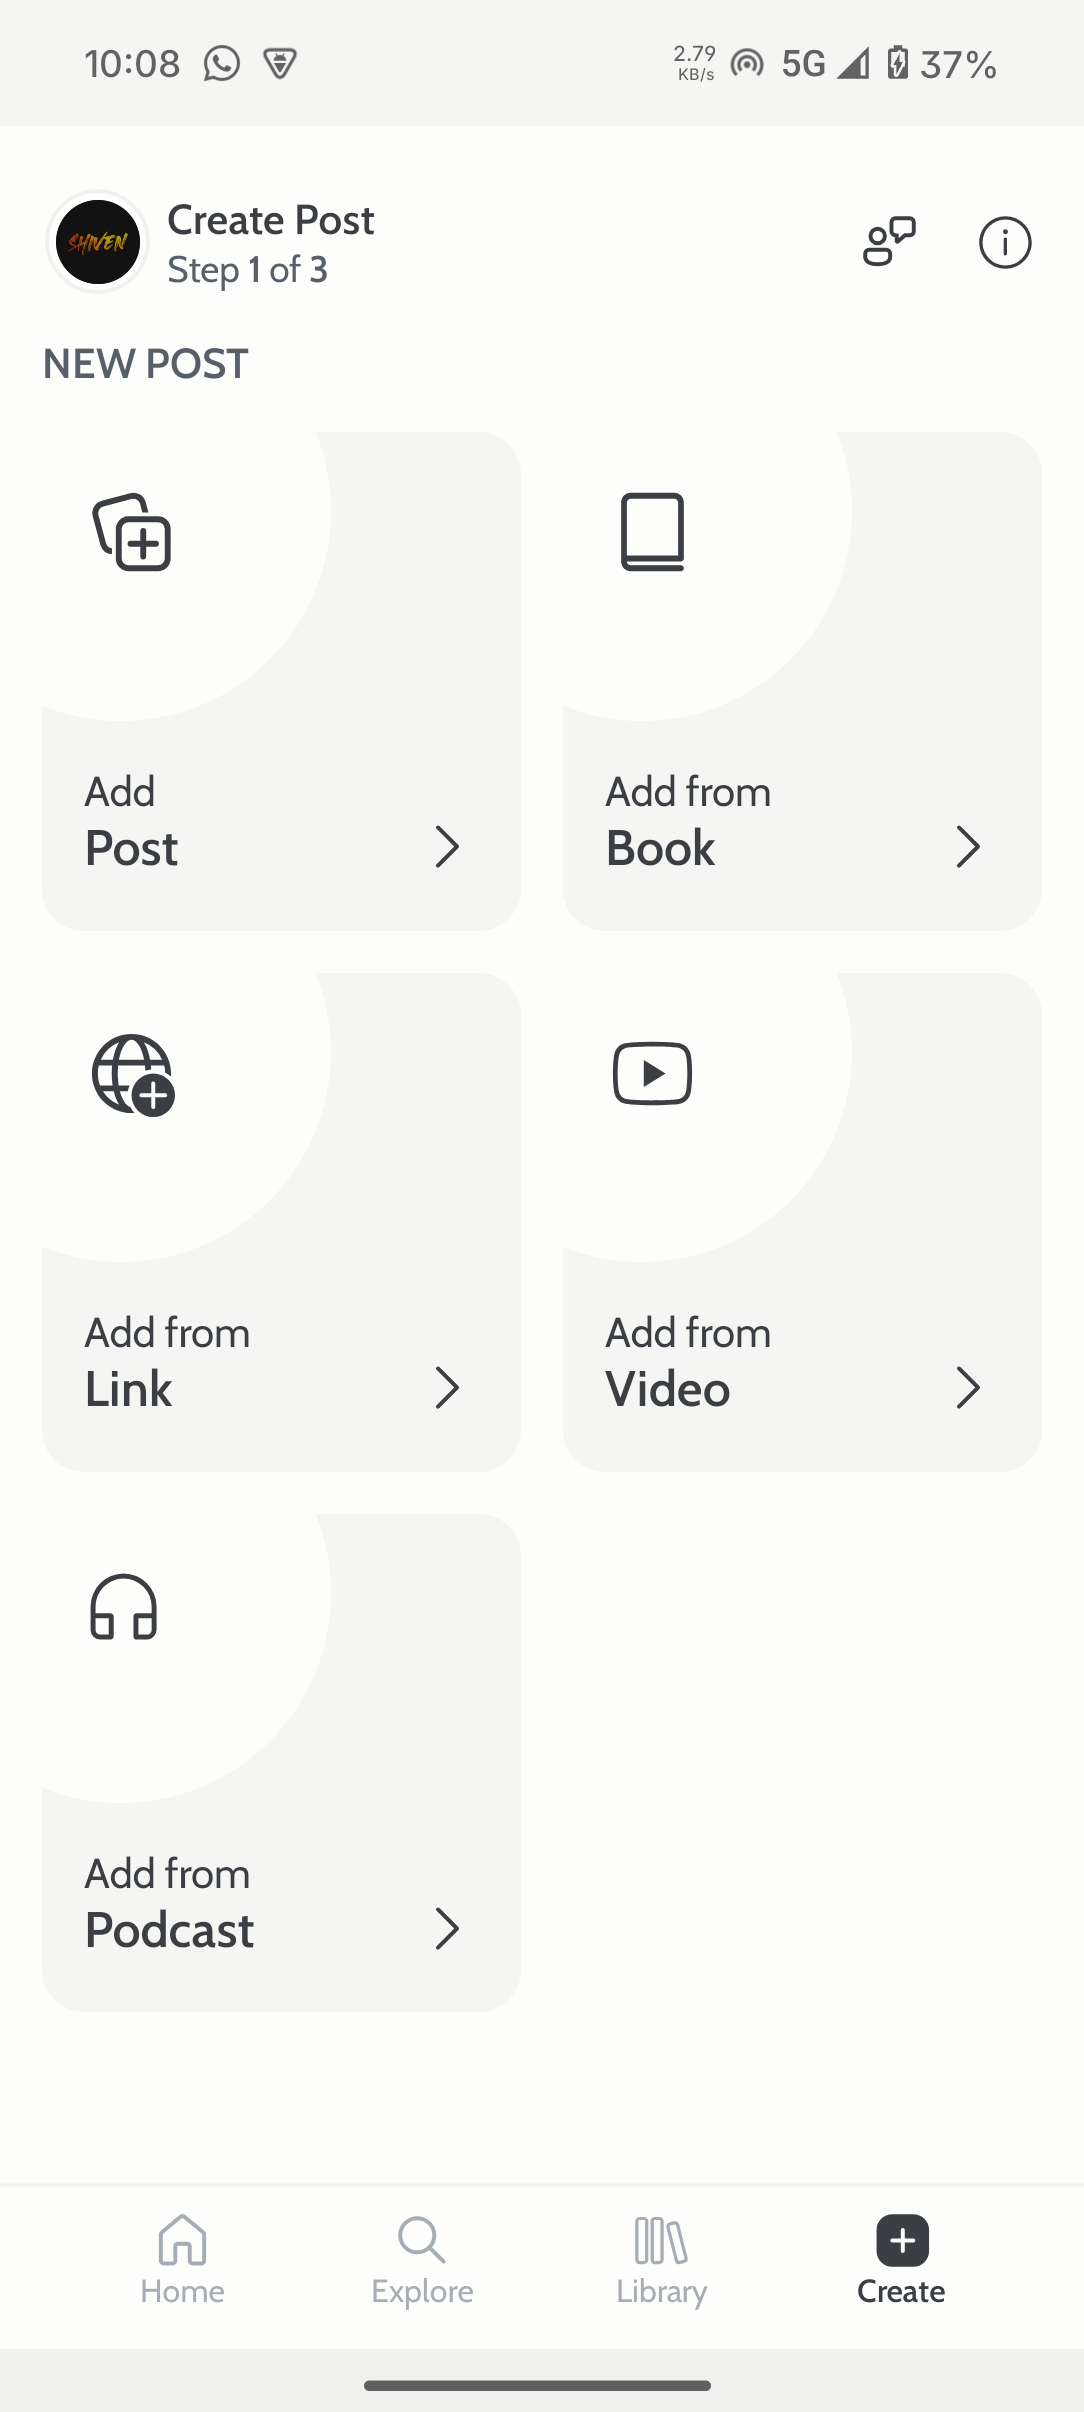 10:08
2.79
KB/s
5G
37%
SHIVEN
Create Post
Step 1 of 3
NEW POST
Add
Post
Add from
Book
Add from
Link
Add from
Video
Add from
Podcast
Home
Explore
Library
Create